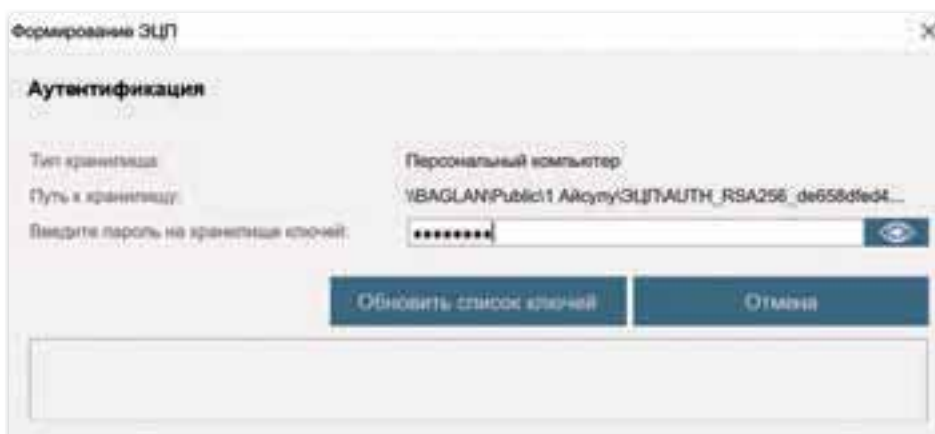 Формирование ЭЦП
Аутентификация
Тип хранилища: Персональный компьютер
Путь к хранилищу: \\BAGLAN\Public\1 Айсулу\ЭЦП\AUTH_RSA256_de658dfed4...
Введите пароль на хранилище ключей: ••••••••
Обновить список ключей Отмена